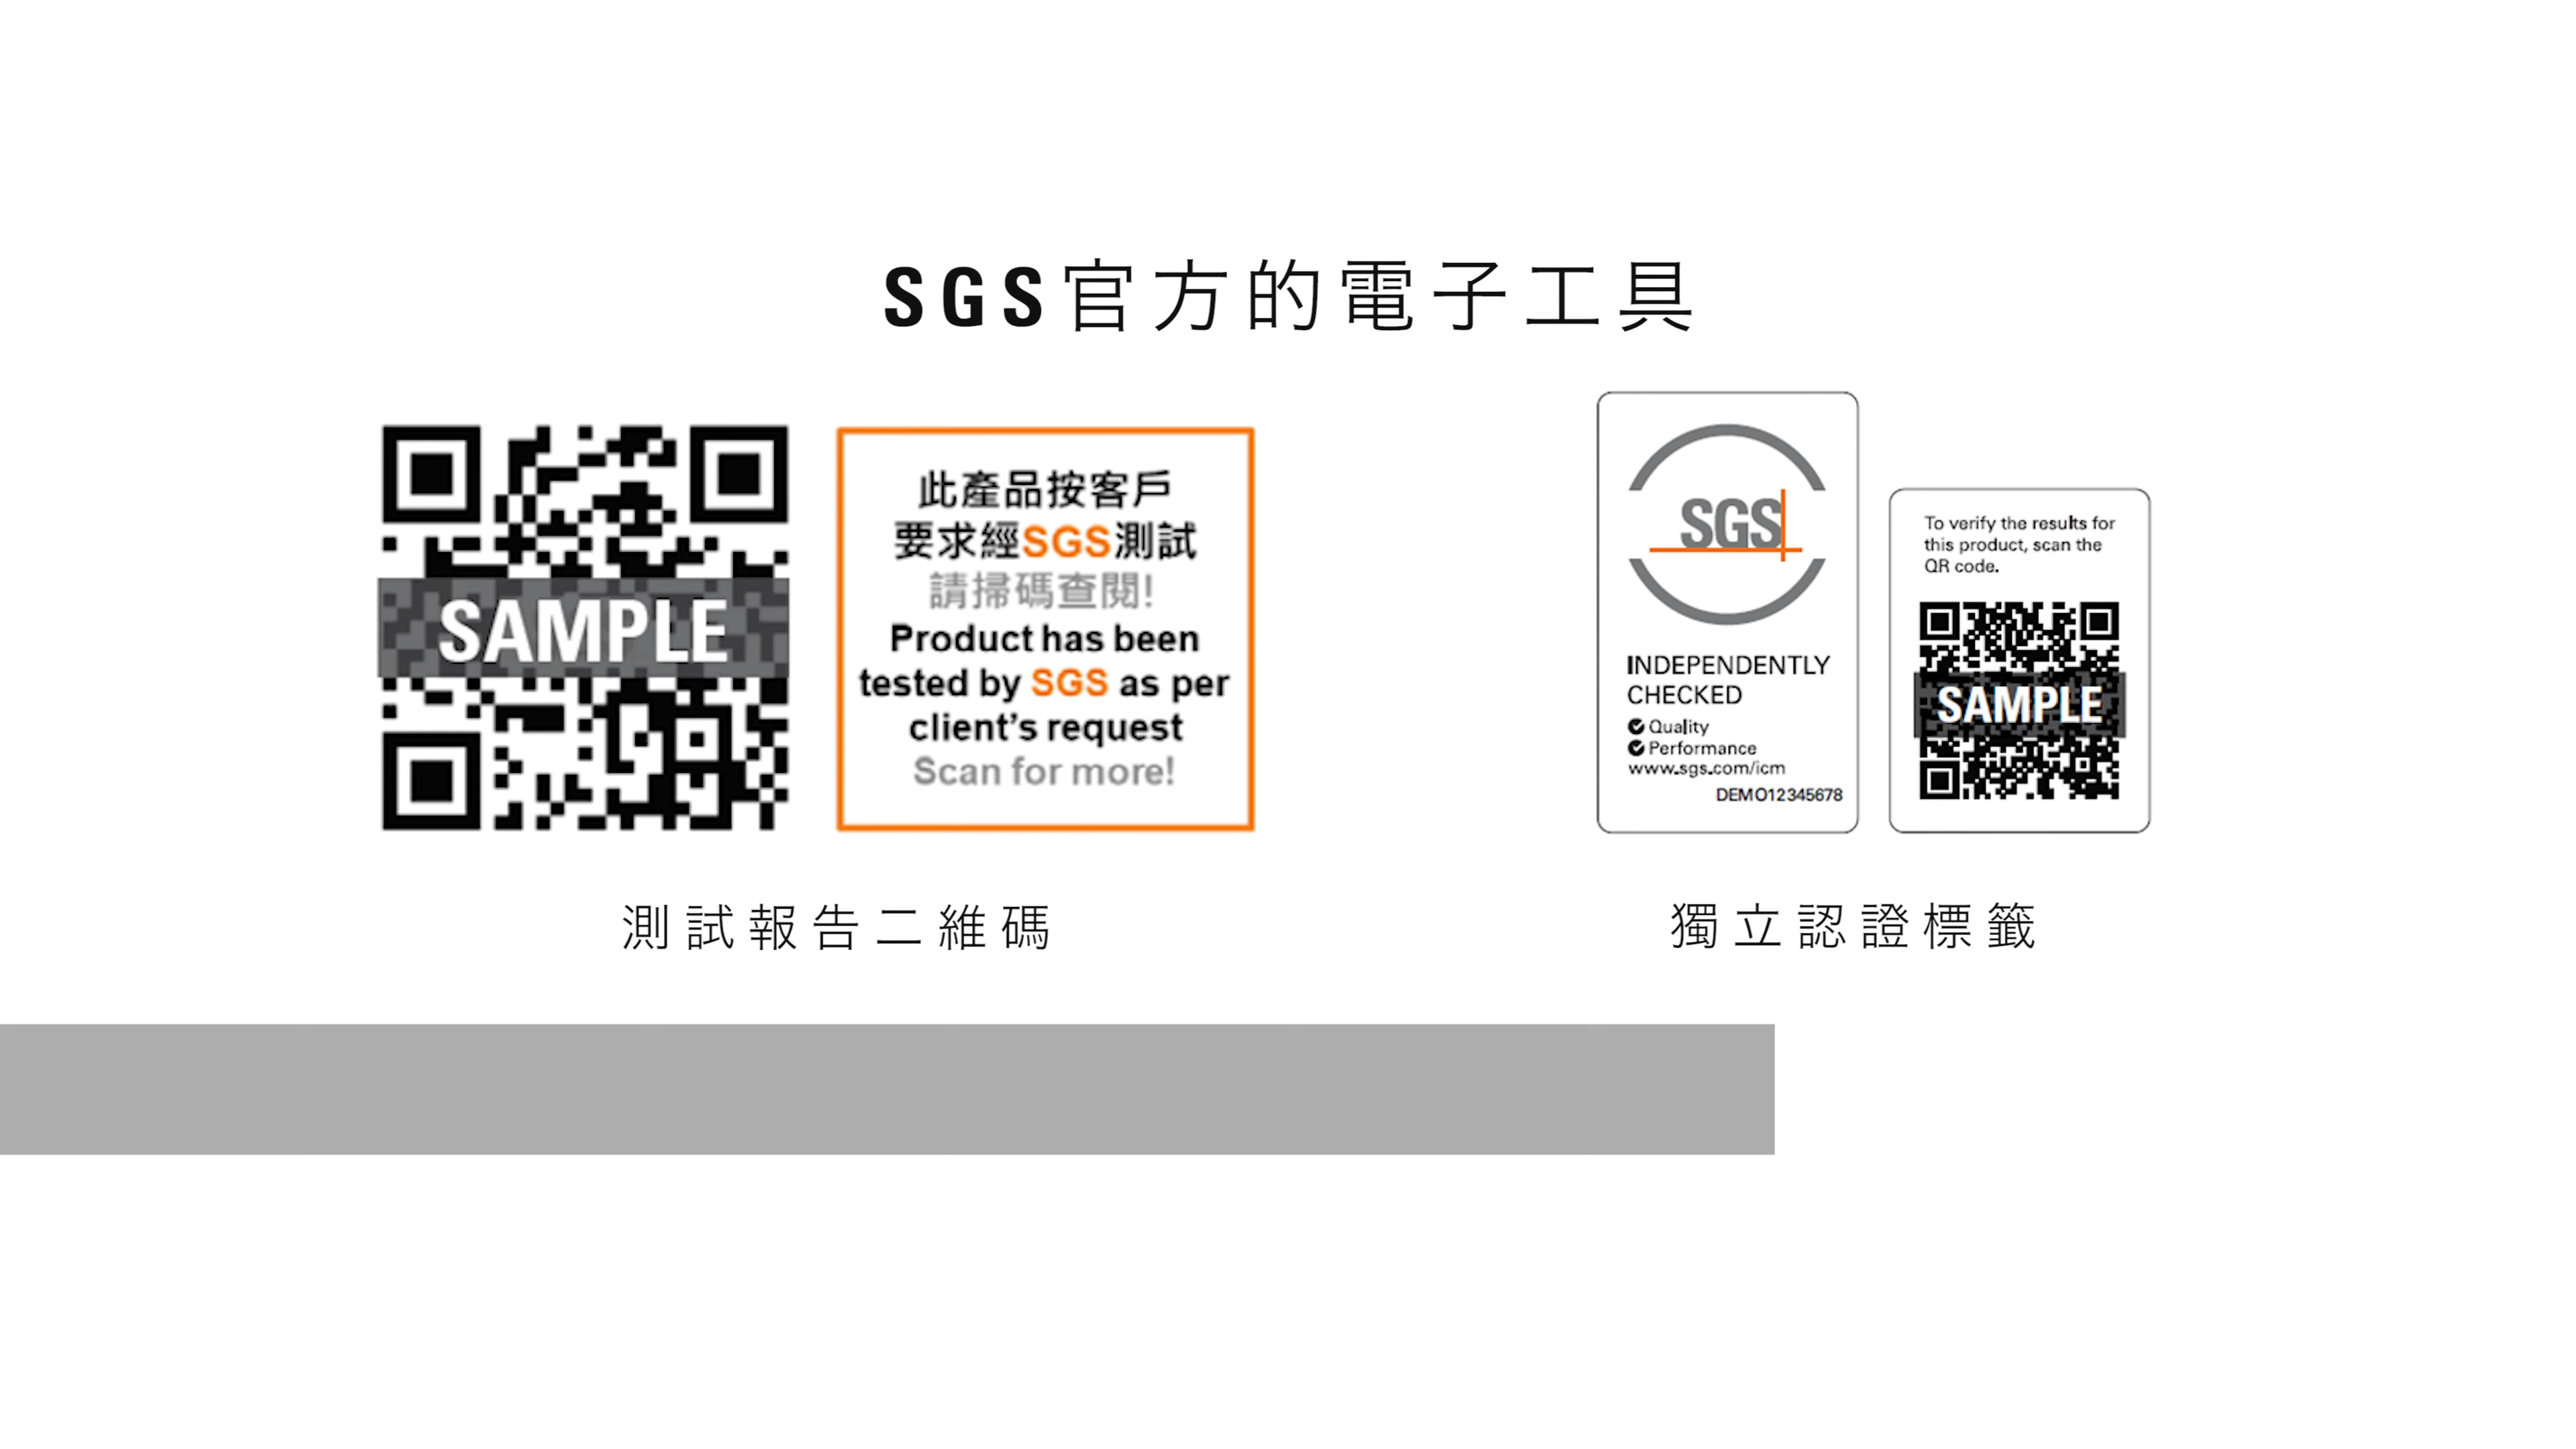 SGS官方的電子工具
SAMPLE
此產品按客戶
要求經SGS測試
請掃碼查閱!
Product has been
tested by SGS as per
client's request
Scan for more!
測試報告二維碼
SGS
INDEPENDENTLY
CHECKED
Quality
Performance
www.sgs.com/icm
DEMO12345678
To verify the results for
this product, scan the
QR code.
SAMPLE
獨立認證標籤